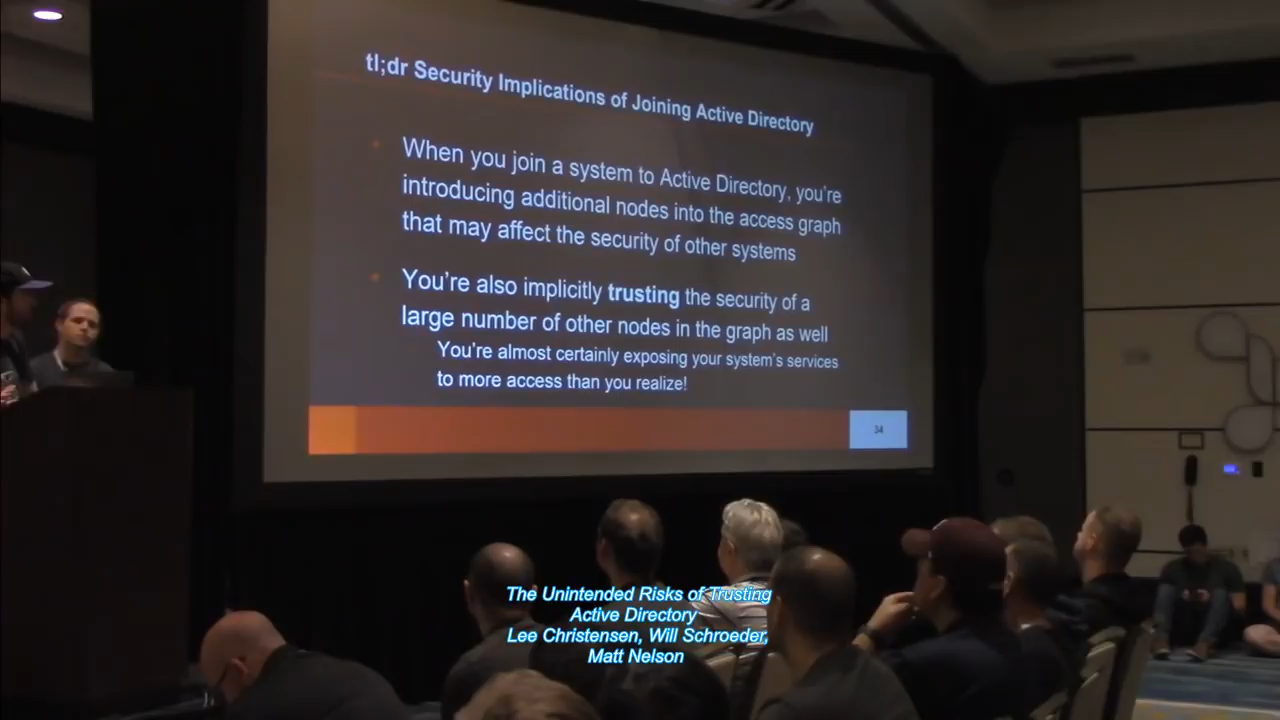 tl;dr Security Implications of Joining Active Directory
When you join a system to Active Directory, you're
introducing additional nodes into the access graph
that may affect the security of other systems
You're also implicitly trusting the security of a
large number of other nodes in the graph as well
You're almost certainly exposing your system's services
to more access than you realize!
34
The Unintended Risks of Trusting
Active Directory
Lee Christensen, Will Schroeder,
Matt Nelson